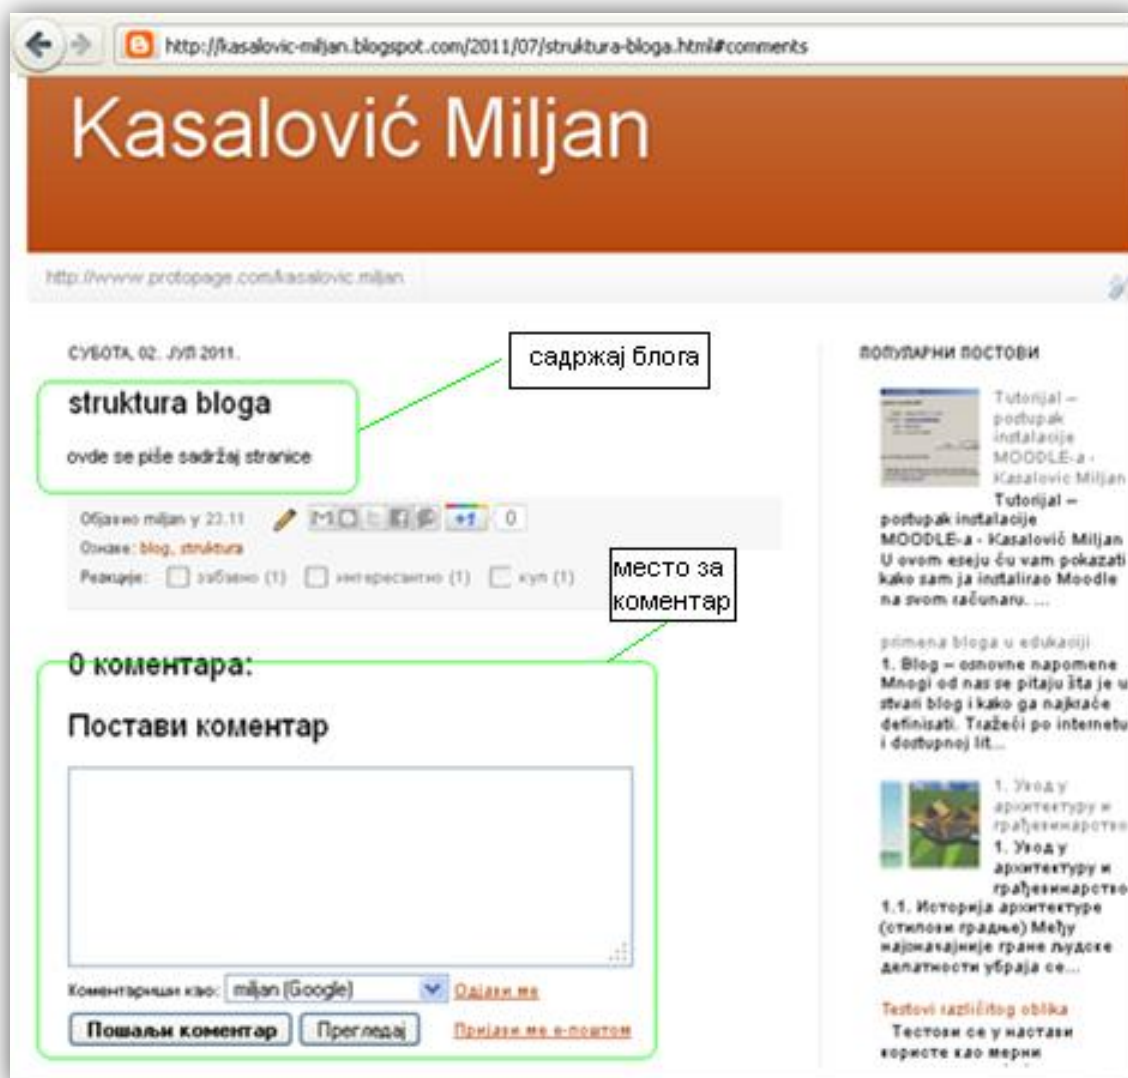 http://kasalovic-miljan.blogspot.com/2011/07/struktura-bloga.html#comments
Kasalović Miljan
http://www.protopage.com/kasalovic.miljan
СУБОТА, 02. ЈУЛ 2011.
садржај блога
struktura bloga
ovde se piše sadržaj stranice
Објавио miljan у 23.11
+1 0
Ознаке: blog, struktura
Реакције: забавно (1) интересантно (1) кул (1)
место за
коментар
0 коментара:
Постави коментар
Коментариши као: miljan (Google) Одјави ме
Пошаљи коментар Прегледај Пријави ме е-поштом
ПОПУЛАРНИ ПОСТОВИ
Tutorijal –
postupak
instalacije
MOODLE-a -
Kasalovic Miljan
Tutorijal –
postupak instalacije
MOODLE-a - Kasalović Miljan
U ovom eseju ću vam pokazati
kako sam ja instalirao Moodle
na svom računaru. ...
primena bloga u edukaciji
1. Blog – osnovne napomene
Mnogi od nas se pitaju šta je u
stvari blog i kako ga najkraće
definisati. Tražeći po internetu
i dostupnoj lit...
1. Увод у
архитектуру и
грађевинарство
1. Увод у
архитектуру и
грађевинарство
1.1. Историја архитектуре
(стилови градње) Међу
најзначајније гране људске
делатности убраја се...
Testovi različitog oblika
Тестови се у настави
користе као мерни